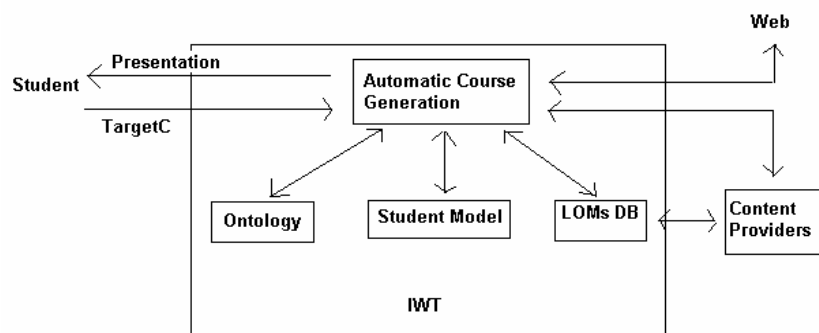 Web
Presentation
Student
Automatic Course
Generation
TargetC
Ontology
Student Model
LOMs DB
Content
Providers
IWT